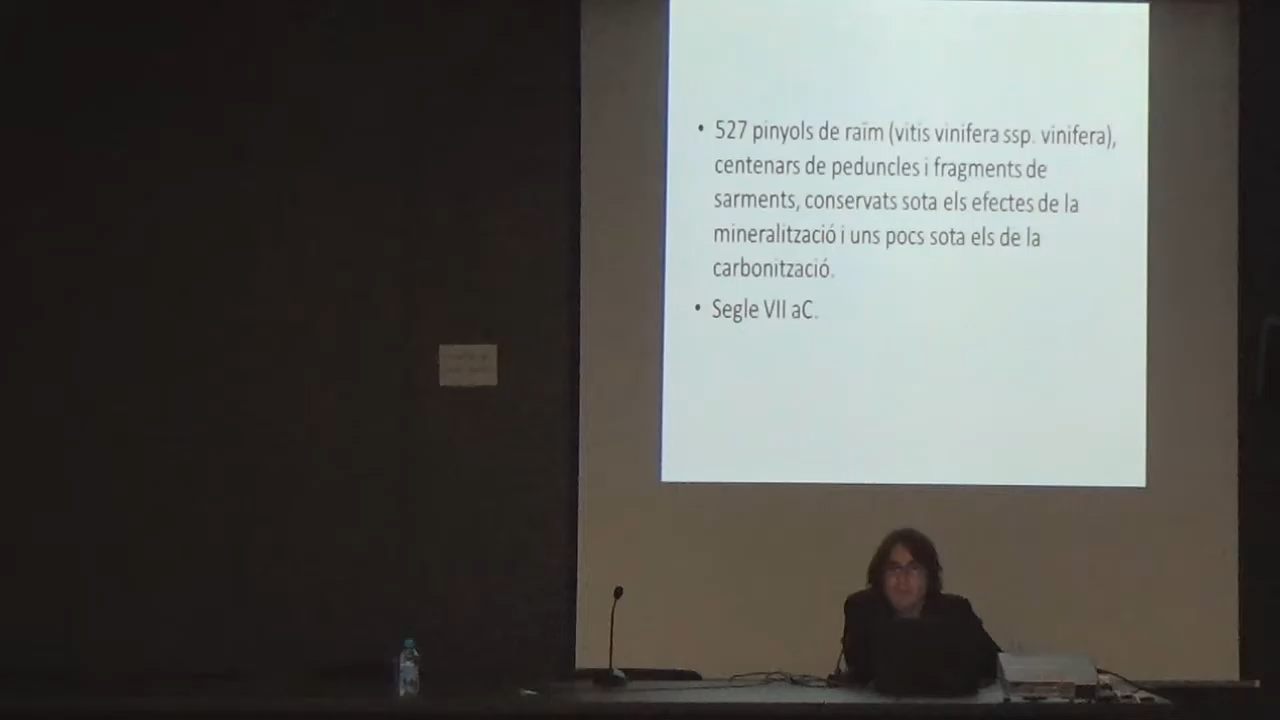 • 527 pinyols de raïm (vitis vinifera ssp. vinifera),
centenars de peduncles i fragments de
sarments, conservats sota els efectes de la
mineralització i uns pocs sota els de la
carbonització.
• Segle VII aC.